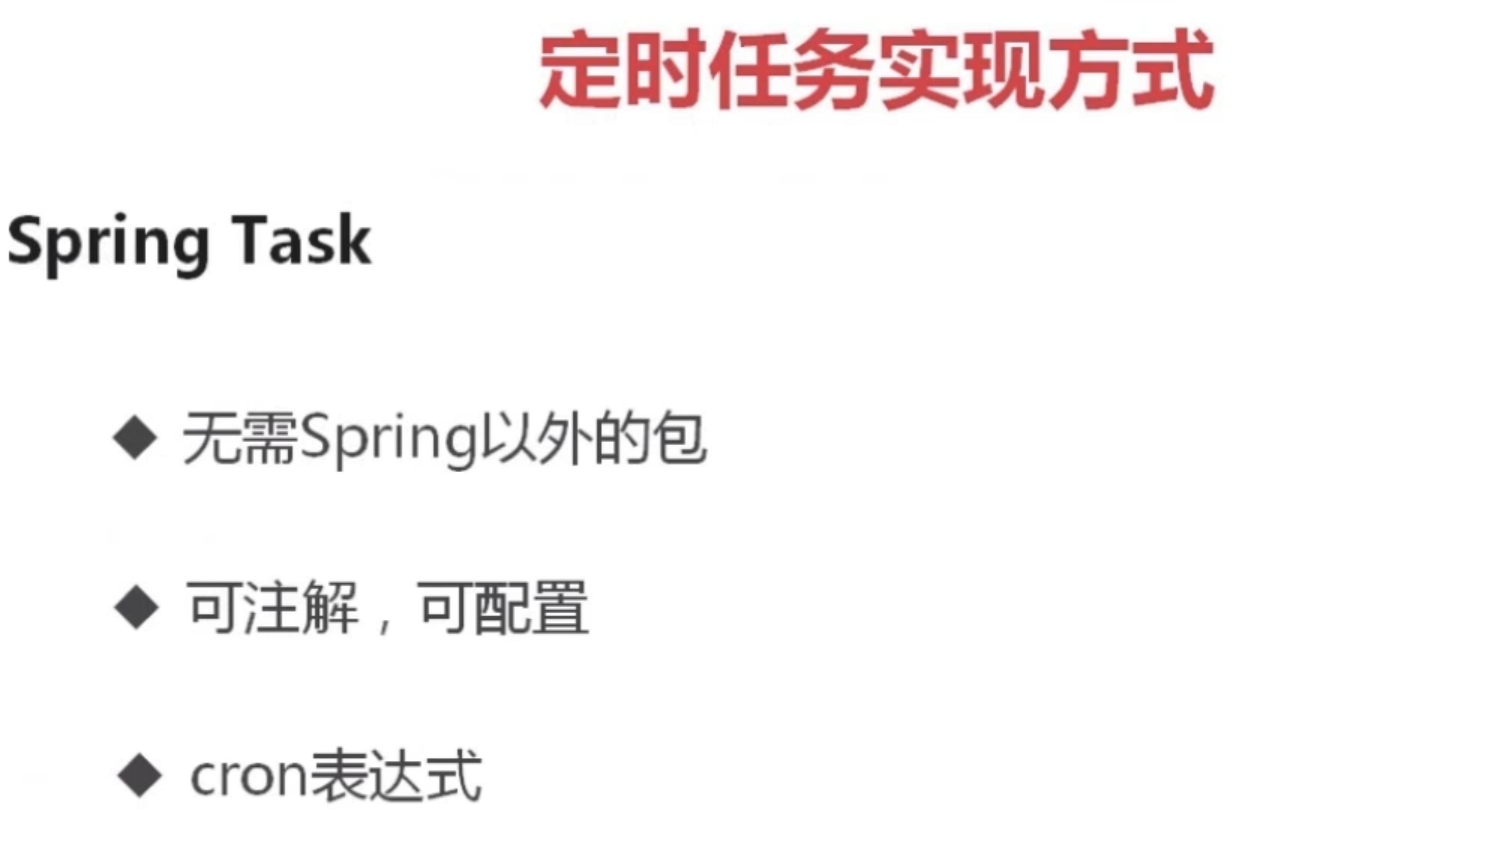 定时任务实现方式
Spring Task
◆ 无需Spring以外的包
◆ 可注解，可配置
◆ cron表达式